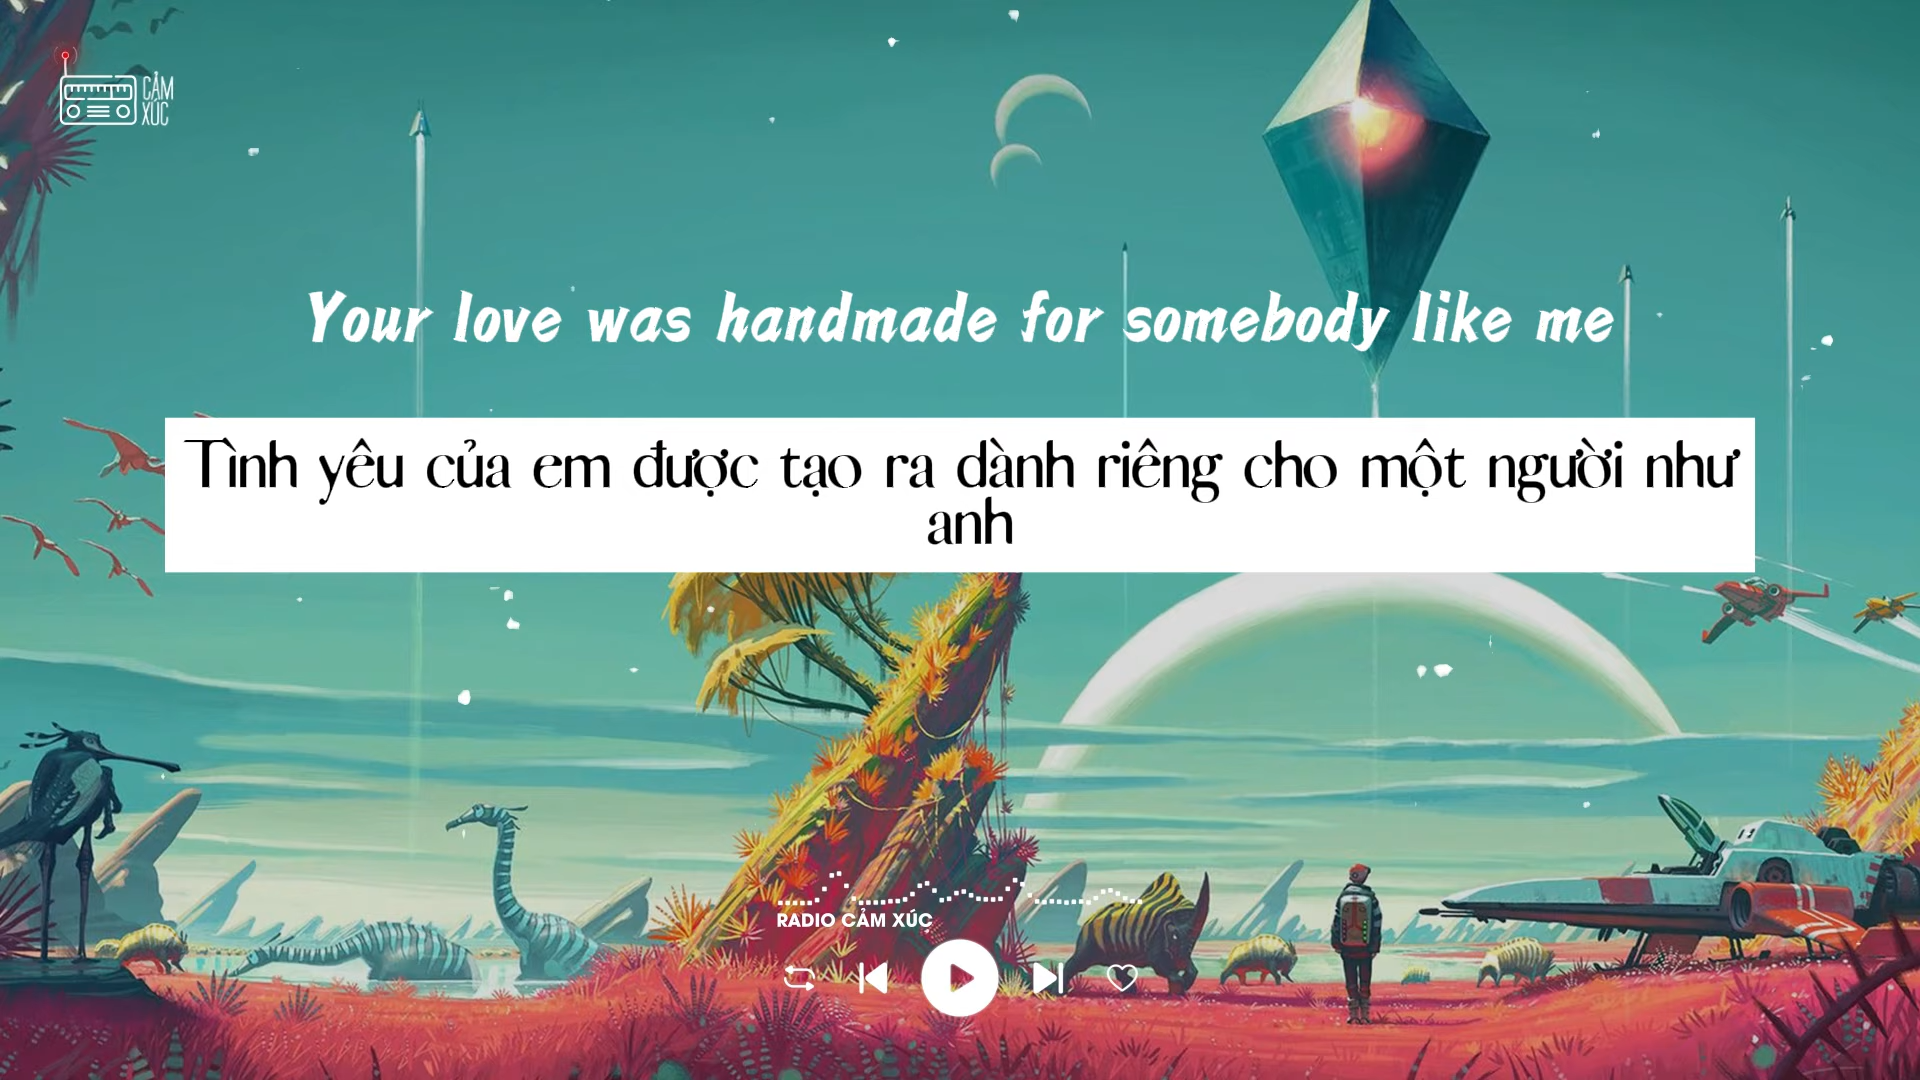 CẢM
XÚC
Your love was handmade for somebody like me
Tình yêu của em được tạo ra dành riêng cho một người như
anh
RADIO CẢM XÚC